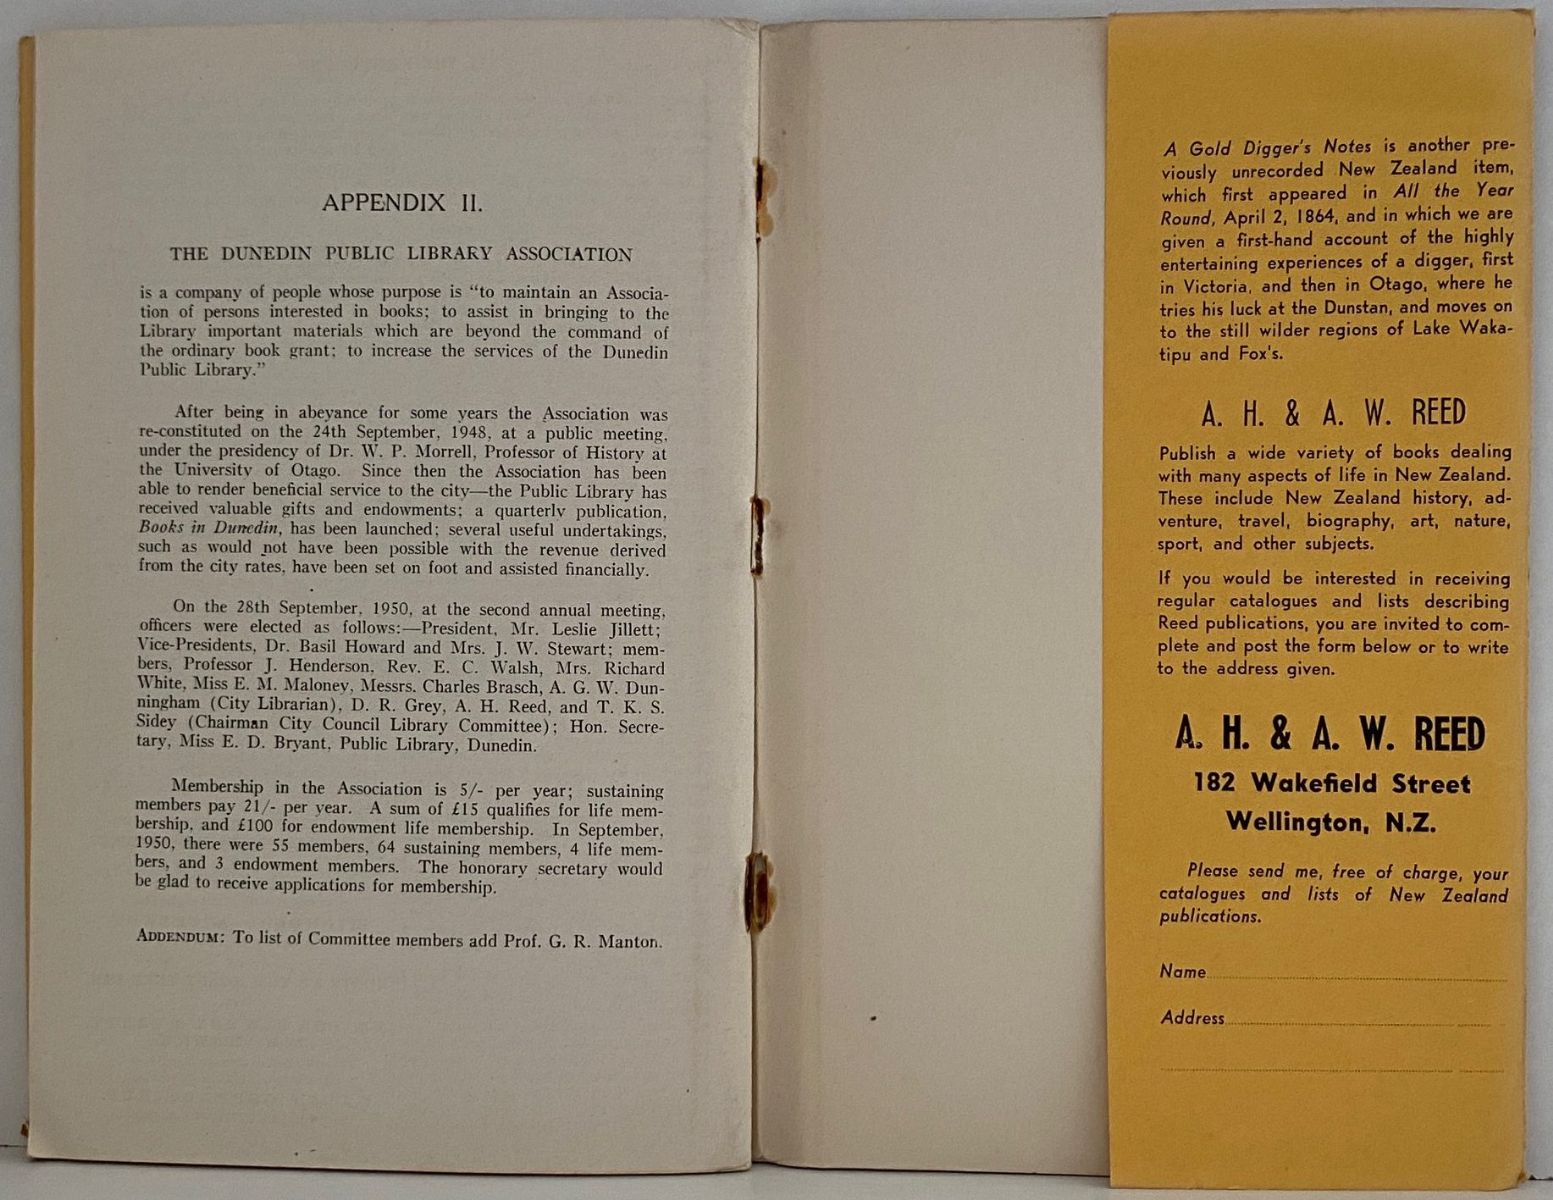 APPENDIX II.
THE DUNEDIN PUBLIC LIBRARY ASSOCIATION
is a company of people whose purpose is "to maintain an Associa-
tion of persons interested in books; to assist in bringing to the
Library important materials which are beyond the command of
the ordinary book grant; to increase the services of the Dunedin
Public Library."
After being in abeyance for some years the Association was
re-constituted on the 24th September, 1948, at a public meeting,
under the presidency of Dr. W. P. Morrell, Professor of History at
the University of Otago. Since then the Association has been
able to render beneficial service to the city—the Public Library has
received valuable gifts and endowments; a quarterly publication,
Books in Dunedin, has been launched; several useful undertakings,
such as would not have been possible with the revenue derived
from the city rates, have been set on foot and assisted financially.
On the 28th September, 1950, at the second annual meeting,
officers were elected as follows:—President, Mr. Leslie Jillett;
Vice-Presidents, Dr. Basil Howard and Mrs. J. W. Stewart; mem-
bers, Professor J. Henderson, Rev. E. C. Walsh, Mrs. Richard
White, Miss E. M. Maloney, Messrs. Charles Brasch, A. G. W. Dun-
ningham (City Librarian), D. R. Grey, A. H. Reed, and T. K. S.
Sidey (Chairman City Council Library Committee); Hon. Secre-
tary, Miss E. D. Bryant, Public Library, Dunedin.
Membership in the Association is 5/- per year; sustaining
members pay 21/- per year. A sum of £15 qualifies for life mem-
bership, and £100 for endowment life membership. In September,
1950, there were 55 members, 64 sustaining members, 4 life mem-
bers, and 3 endowment members. The honorary secretary would
be glad to receive applications for membership.
ADDENDUM: To list of Committee members add Prof. G. R. Manton.
A Gold Digger's Notes is another pre-
viously unrecorded New Zealand item,
which first appeared in All the Year
Round, April 2, 1864, and in which we are
given a first-hand account of the highly
entertaining experiences of a digger, first
in Victoria, and then in Otago, where he
tries his luck at the Dunstan, and moves on
to the still wilder regions of Lake Waka-
tipu and Fox's.
A. H. & A. W. REED
Publish a wide variety of books dealing
with many aspects of life in New Zealand.
These include New Zealand history, ad-
venture, travel, biography, art, nature,
sport, and other subjects.
If you would be interested in receiving
regular catalogues and lists describing
Reed publications, you are invited to com-
plete and post the form below or to write
to the address given.
A. H. & A. W. REED
182 Wakefield Street
Wellington, N.Z.
Please send me, free of charge, your
catalogues and lists of New Zealand
publications.
Name
Address